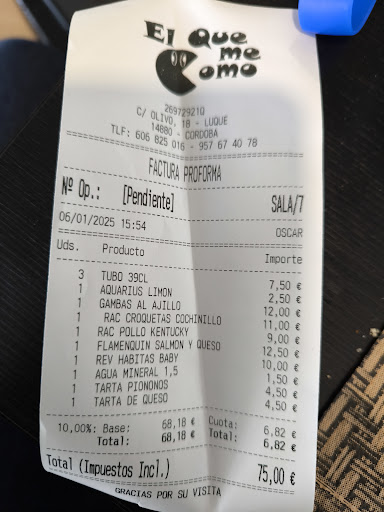 El Que
me
Como
26972921Q
C/ OLIVO, 18 - LUQUE
14880 - CORDOBA
TLF: 606 825 016 - 957 67 40 78
FACTURA PROFORMA
Nº Op.: [Pendiente] SALA/7
06/01/2025 15:54 OSCAR
Uds. Producto Importe
3 TUBO 39CL 7,50 €
1 AQUARIUS LIMON 2,50 €
1 GAMBAS AL AJILLO 12,00 €
1 RAC CROQUETAS COCHINILLO 11,00 €
1 RAC POLLO KENTUCKY 9,00 €
1 FLAMENQUIN SALMON Y QUESO 12,50 €
1 REV HABITAS BABY 10,00 €
1 AGUA MINERAL 1,5 1,50 €
1 TARTA PIONONOS 4,50 €
1 TARTA DE QUESO 4,50 €
10,00%: Base: 68,18 € Cuota: 6,82 €
Total: 68,18 € Total: 6,82 €
Total (Impuestos Incl.) 75,00 €
GRACIAS POR SU VISITA